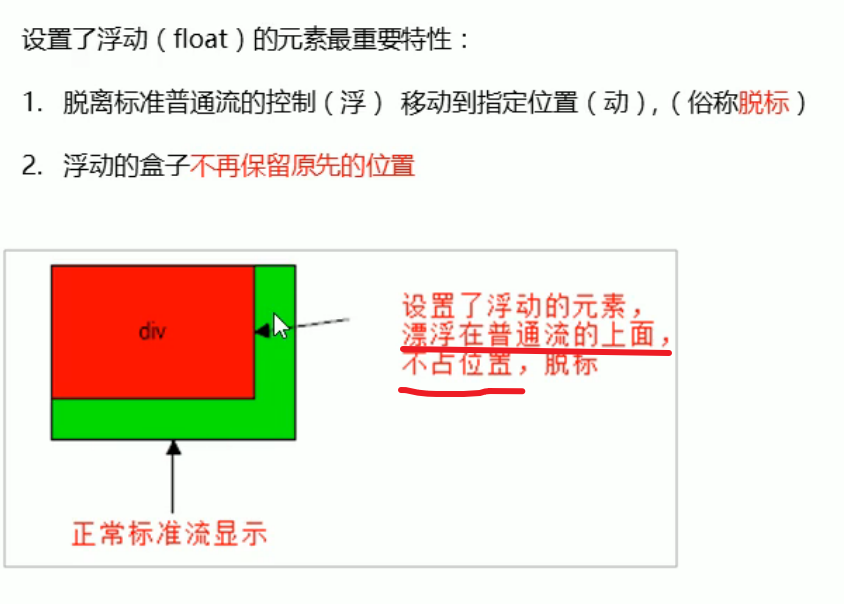 设置了浮动（float）的元素最重要特性：
1. 脱离标准普通流的控制（浮） 移动到指定位置（动），（俗称脱标）
2. 浮动的盒子不再保留原先的位置
div
设置了浮动的元素，
漂浮在普通流的上面，
不占位置，脱标
正常标准流显示